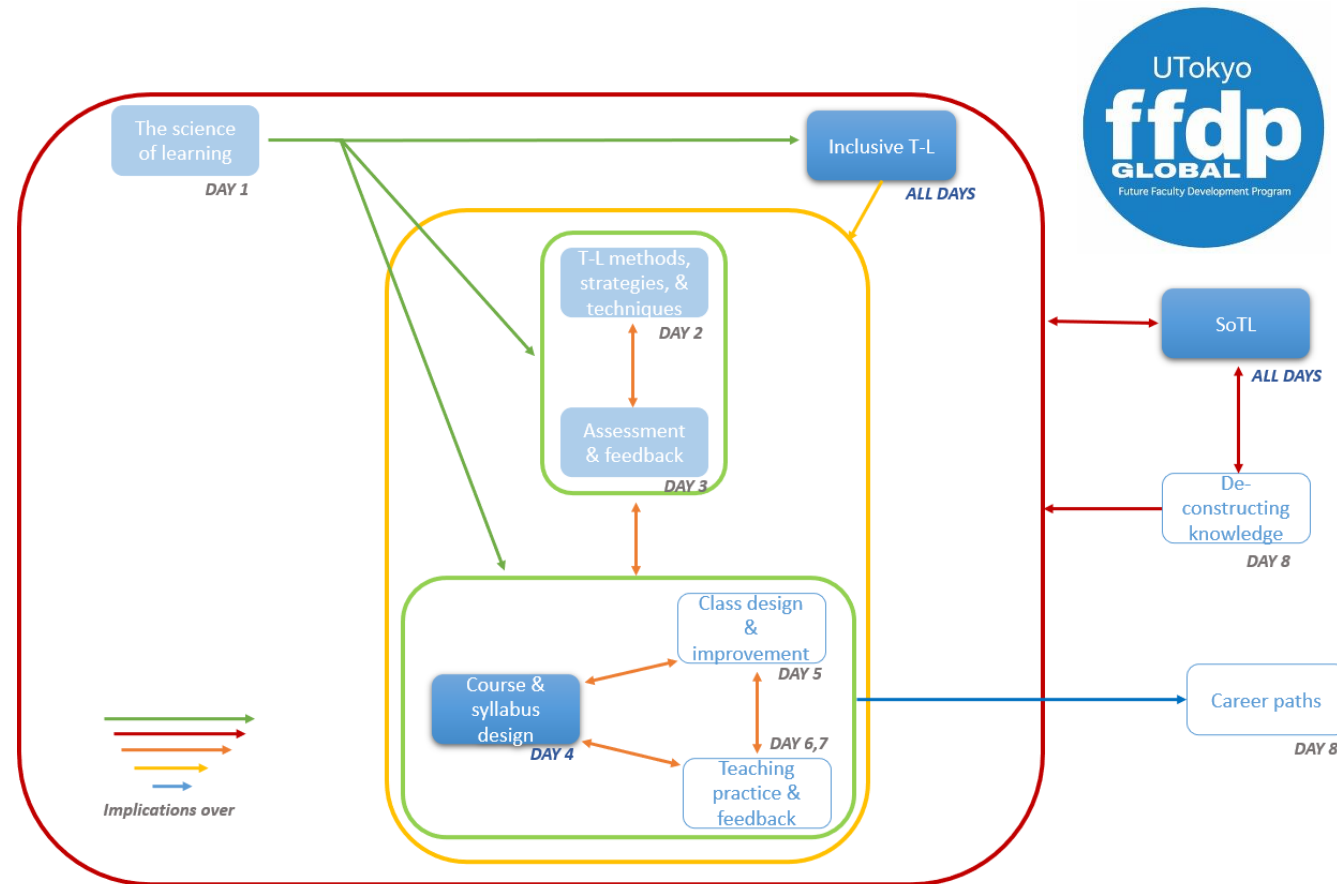 UTokyo
ffdp
GLOBAL
Future Faculty Development Program
The science
of learning
DAY 1
Inclusive T-L
ALL DAYS
T-L methods,
strategies, &
techniques
DAY 2
Assessment
& feedback
DAY 3
SoTL
ALL DAYS
De-
constructing
knowledge
DAY 8
Class design
&
improvement
DAY 5
Course &
syllabus
design
DAY 4
DAY 6,7
Teaching
practice &
feedback
Career paths
DAY 8
Implications over